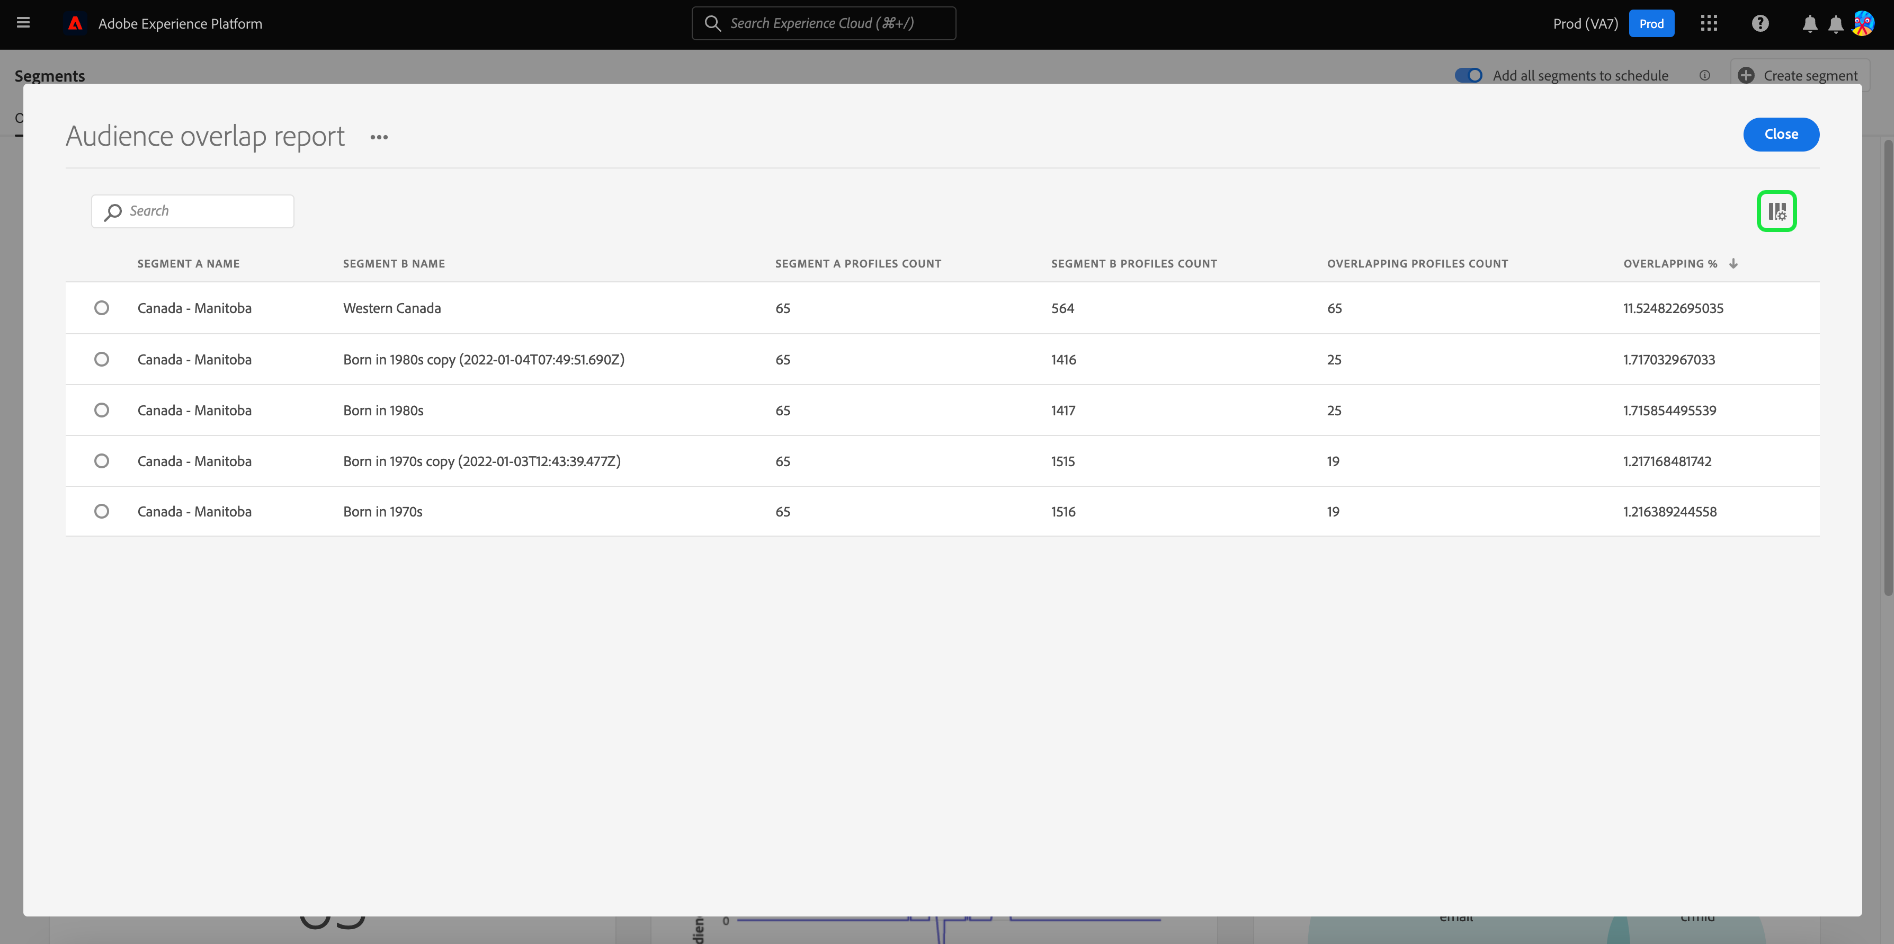 Adobe Experience Platform
Search Experience Cloud (⌘+/)
Prod (VA7)
Prod
Segments
Add all segments to schedule
Create segment
Audience overlap report
Close
Search
SEGMENT A NAME SEGMENT B NAME SEGMENT A PROFILES COUNT SEGMENT B PROFILES COUNT OVERLAPPING PROFILES COUNT OVERLAPPING %
Canada - Manitoba Western Canada 65 564 65 11.524822695035
Canada - Manitoba Born in 1980s copy (2022-01-04T07:49:51.690Z) 65 1416 25 1.717032967033
Canada - Manitoba Born in 1980s 65 1417 25 1.715854495539
Canada - Manitoba Born in 1970s copy (2022-01-03T12:43:39.477Z) 65 1515 19 1.217168481742
Canada - Manitoba Born in 1970s 65 1516 19 1.216389244558
0
email